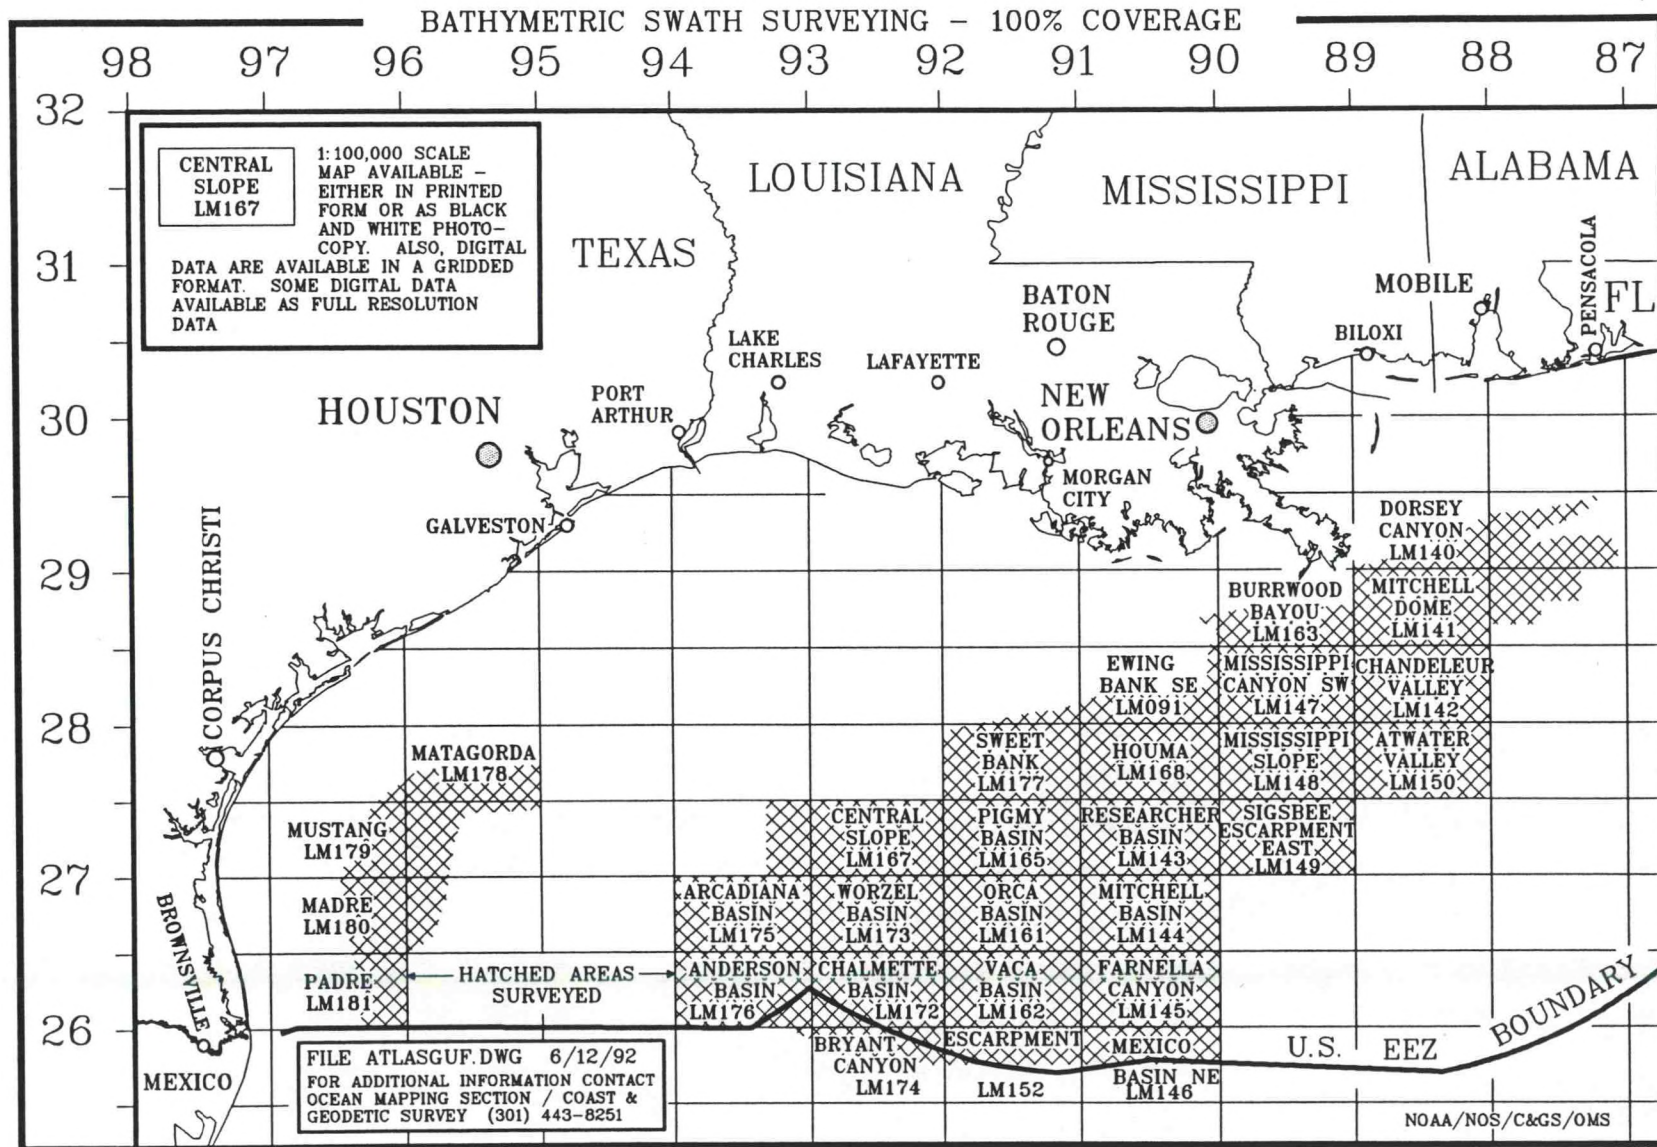 BATHYMETRIC SWATH SURVEYING - 100% COVERAGE
98 97 96 95 94 93 92 91 90 89 88 87
32
31
30
29
28
27
26
CENTRAL
SLOPE
LM167
1:100,000 SCALE
MAP AVAILABLE -
EITHER IN PRINTED
FORM OR AS BLACK
AND WHITE PHOTO-
COPY. ALSO, DIGITAL
DATA ARE AVAILABLE IN A GRIDDED
FORMAT. SOME DIGITAL DATA
AVAILABLE AS FULL RESOLUTION
DATA
TEXAS
LOUISIANA
MISSISSIPPI
ALABAMA
FL
HOUSTON
PORT
ARTHUR
LAKE
CHARLES
LAFAYETTE
BATON
ROUGE
NEW
ORLEANS
MORGAN
CITY
BILOXI
MOBILE
PENSACOLA
GALVESTON
CORPUS CHRISTI
BROWNSVILLE
MEXICO
DORSEY
CANYON
LM140
MITCHELL
DOME
LM141
BURRWOOD
BAYOU
LM163
EWING
BANK SE
LM091
MISSISSIPPI
CANYON SW
LM147
CHANDELEUR
VALLEY
LM142
MATAGORDA
LM178
SWEET
BANK
LM177
HOUMA
LM168
MISSISSIPPI
SLOPE
LM148
ATWATER
VALLEY
LM150
MUSTANG
LM179
CENTRAL
SLOPE
LM167
PIGMY
BASIN
LM165
RESEARCHER
BASIN
LM143
SIGSBEE
ESCARPMENT
EAST
LM149
MADRE
LM180
ARCADIANA
BASIN
LM175
WORZEL
BASIN
LM173
ORCA
BASIN
LM161
MITCHELL
BASIN
LM144
PADRE
LM181
HATCHED AREAS
SURVEYED
ANDERSON
BASIN
LM176
CHALMETTE
BASIN
LM172
VACA
BASIN
LM162
FARNELLA
CANYON
LM145
BRYANT
CANYON
LM174
ESCARPMENT
LM152
MEXICO
BASIN NE
LM146
U.S. EEZ BOUNDARY
FILE ATLASGUF.DWG 6/12/92
FOR ADDITIONAL INFORMATION CONTACT
OCEAN MAPPING SECTION / COAST &
GEODETIC SURVEY (301) 443-8251
NOAA/NOS/C&GS/OMS